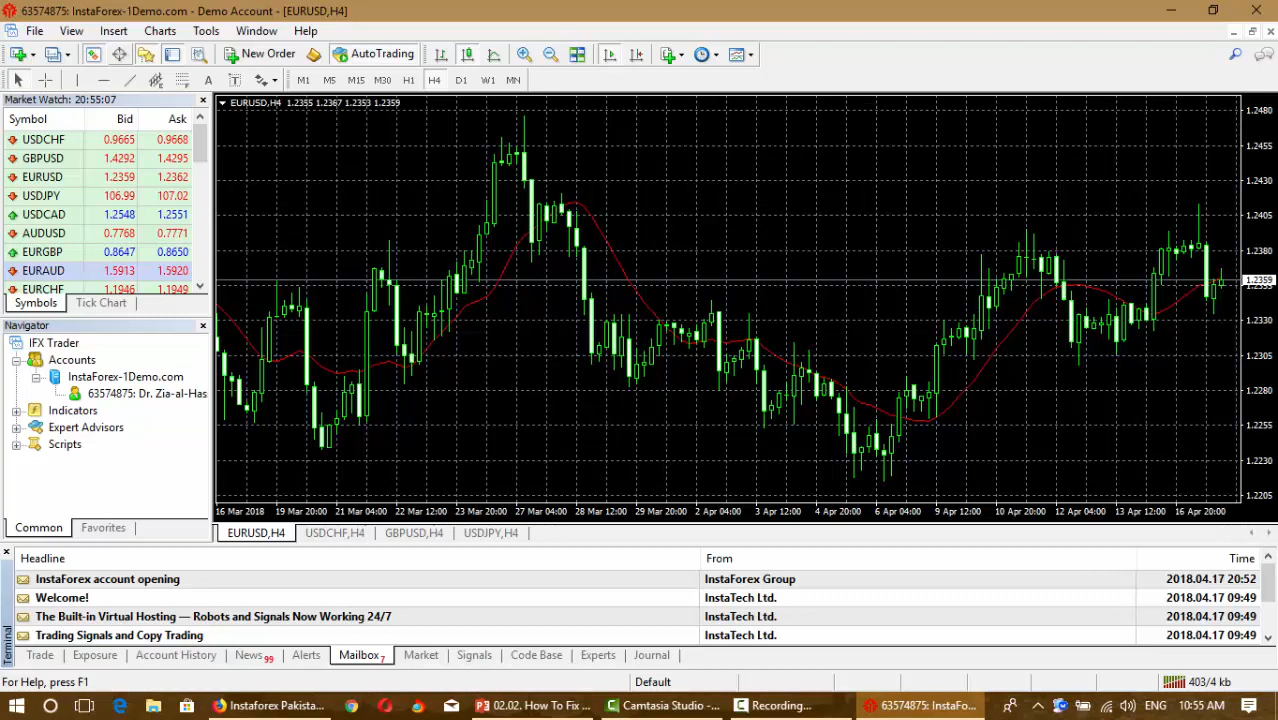 63574875: InstaForex-1Demo.com - Demo Account - [EURUSD,H4]
File View Insert Charts Tools Window Help
New Order AutoTrading
A T M1 M5 M15 M30 H1 H4 D1 W1 MN
Market Watch: 20:55:07
Symbol Bid Ask
USDCHF 0.9665 0.9668
GBPUSD 1.4292 1.4295
EURUSD 1.2359 1.2362
USDJPY 106.99 107.02
USDCAD 1.2548 1.2551
AUDUSD 0.7768 0.7771
EURGBP 0.8647 0.8650
EURAUD 1.5913 1.5920
EURCHF 1.1946 1.1949
Symbols Tick Chart
Navigator
IFX Trader
Accounts
InstaForex-1Demo.com
63574875: Dr. Zia-al-Has
Indicators
Expert Advisors
Scripts
Common Favorites
EURUSD,H4 1.2355 1.2367 1.2353 1.2359
1.2480
1.2455
1.2430
1.2405
1.2380
1.2359
1.2330
1.2305
1.2280
1.2255
1.2230
1.2205
16 Mar 2018 19 Mar 20:00 21 Mar 04:00 22 Mar 12:00 23 Mar 20:00 27 Mar 04:00 28 Mar 12:00 29 Mar 20:00 2 Apr 04:00 3 Apr 12:00 4 Apr 20:00 6 Apr 04:00 9 Apr 12:00 10 Apr 20:00 12 Apr 04:00 13 Apr 12:00 16 Apr 20:00
EURUSD,H4 USDCHF,H4 GBPUSD,H4 USDJPY,H4
Headline From Time
InstaForex account opening InstaForex Group 2018.04.17 20:52
Welcome! InstaTech Ltd. 2018.04.17 09:49
The Built-in Virtual Hosting — Robots and Signals Now Working 24/7 InstaTech Ltd. 2018.04.17 09:49
Trading Signals and Copy Trading InstaTech Ltd. 2018.04.17 09:49
Terminal
Trade Exposure Account History News 99 Alerts Mailbox 7 Market Signals Code Base Experts Journal
For Help, press F1 Default 403/4 kb
Instaforex Pakista... 02.02. How To Fix ... Camtasia Studio - ... Recording... 63574875: InstaFo... ENG 10:55 AM